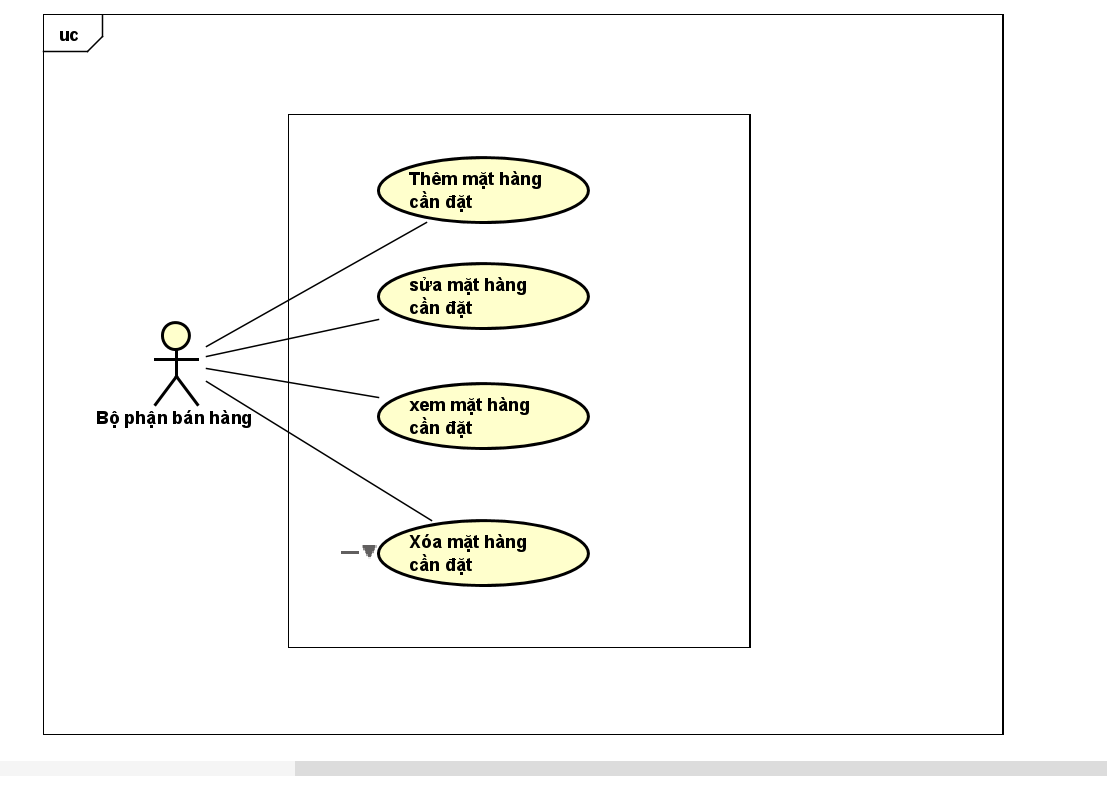 uc
Thêm mặt hàng
cần đặt
sửa mặt hàng
cần đặt
xem mặt hàng
cần đặt
Bộ phận bán hàng
Xóa mặt hàng
cần đặt